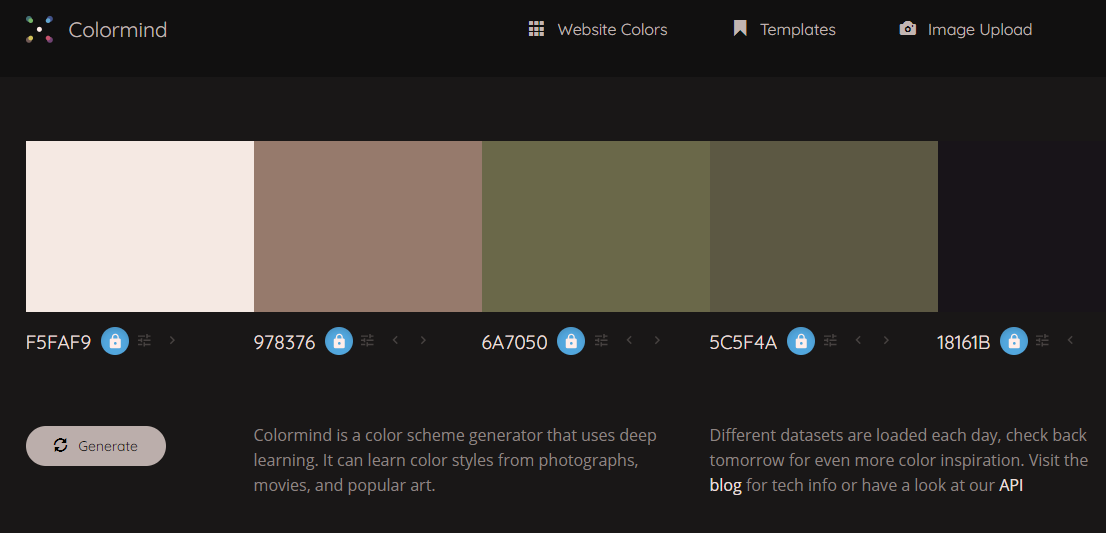 Colormind
Website Colors
Templates
Image Upload
F5FAF9
978376
6A7050
5C5F4A
18161B
Generate
Colormind is a color scheme generator that uses deep
learning. It can learn color styles from photographs,
movies, and popular art.
Different datasets are loaded each day, check back
tomorrow for even more color inspiration. Visit the
blog for tech info or have a look at our API